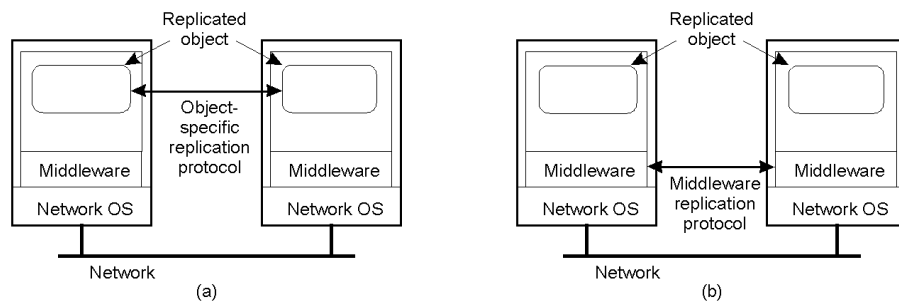 Replicated
object
Object-
specific
replication
protocol
Middleware
Middleware
Network OS
Network OS
Network
(a)
Replicated
object
Middleware
Middleware
Middleware
replication
protocol
Network OS
Network OS
Network
(b)